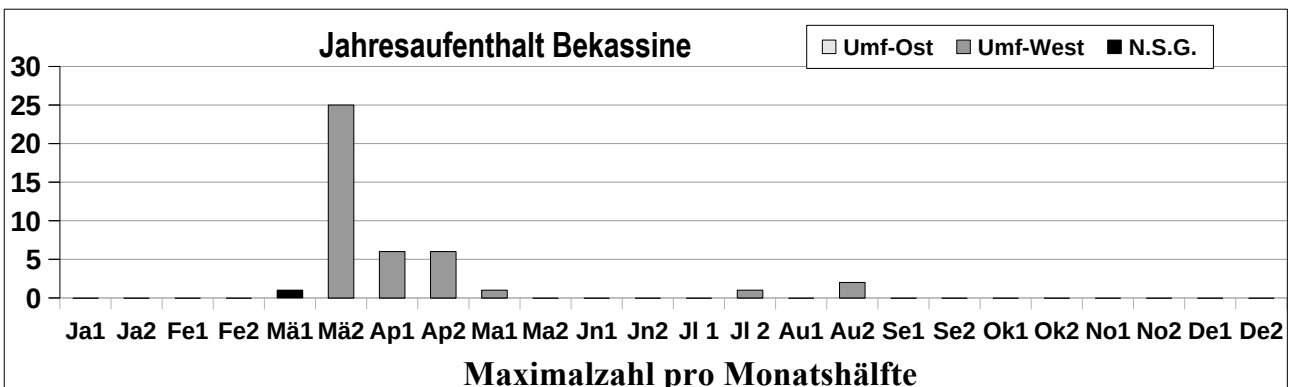 Jahresaufenthalt Bekassine
Umf-Ost Umf-West N.S.G.
30
25
20
15
10
5
0
Ja1 Ja2 Fe1 Fe2 Mä1 Mä2 Ap1 Ap2 Ma1 Ma2 Jn1 Jn2 Jl 1 Jl 2 Au1 Au2 Se1 Se2 Ok1 Ok2 No1 No2 De1 De2
Maximalzahl pro Monatshälfte